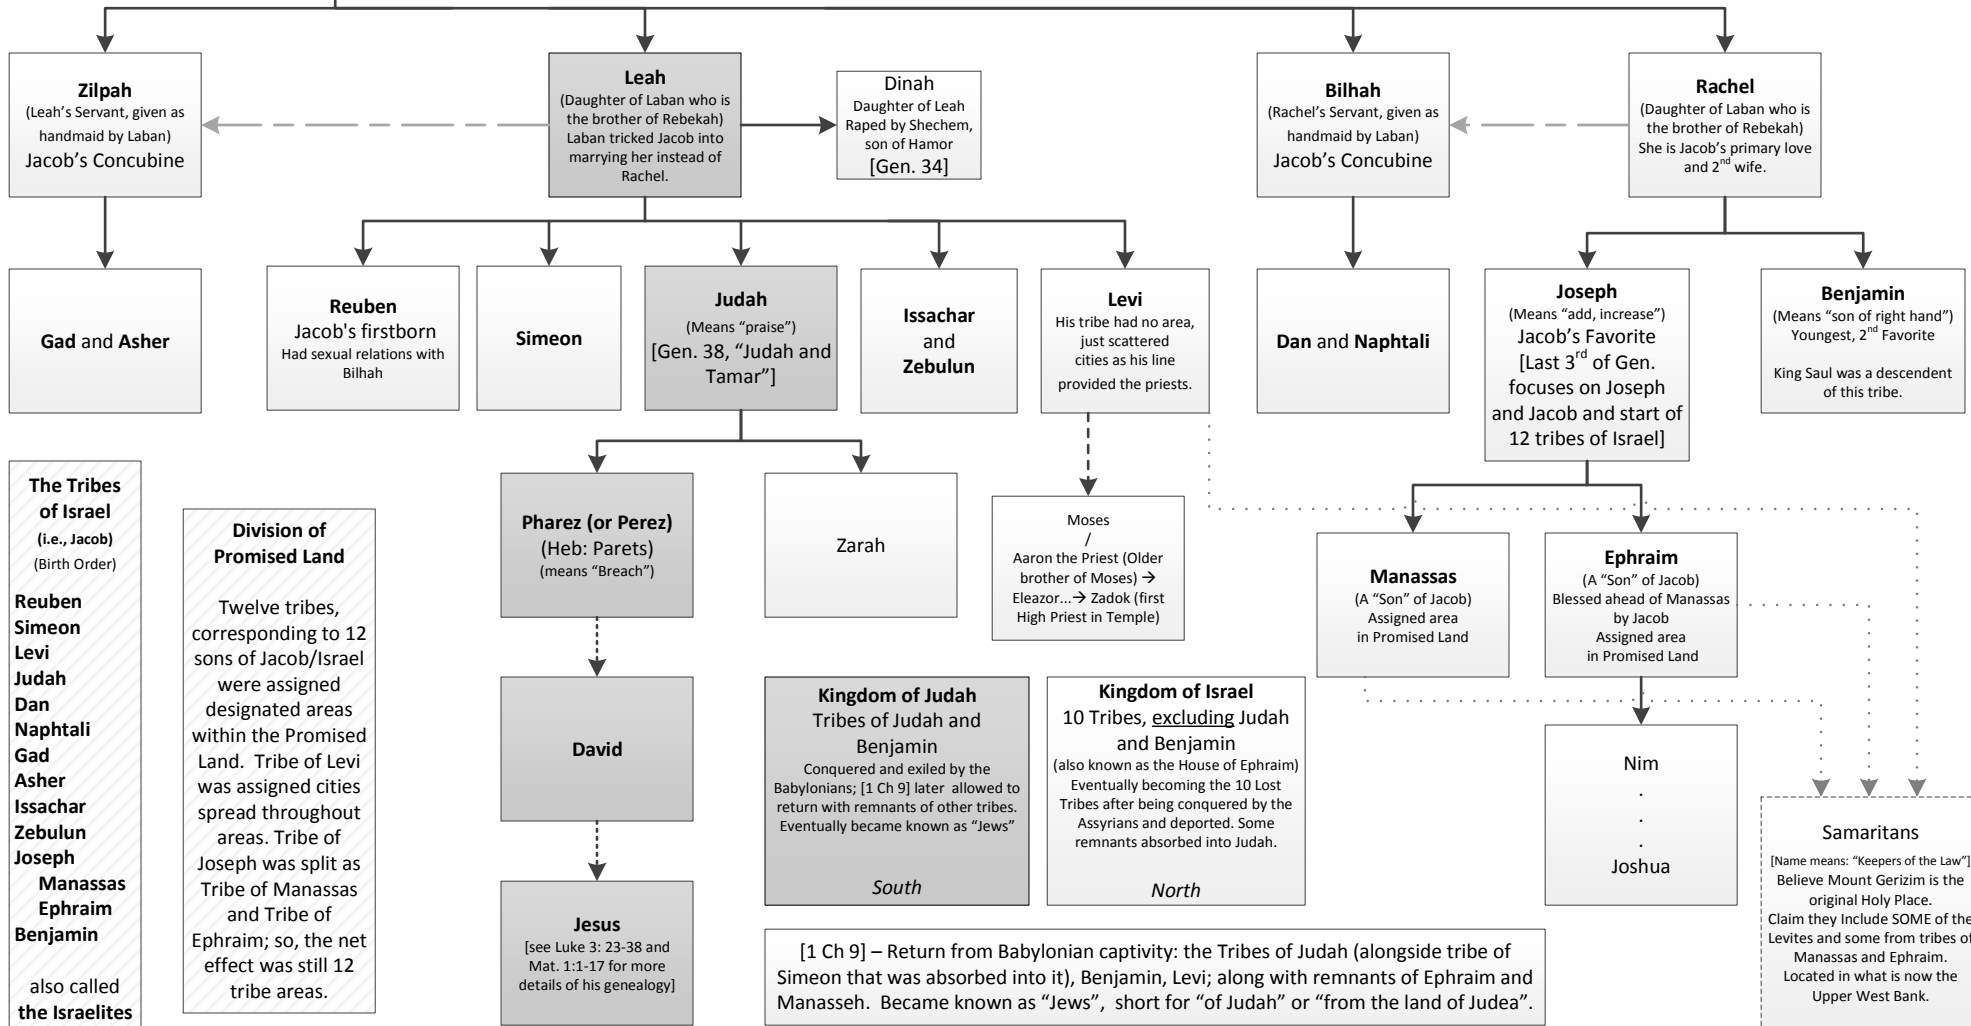 Zilpah
(Leah's Servant, given as
handmaid by Laban)
Jacob's Concubine
Leah
(Daughter of Laban who is
the brother of Rebekah)
Laban tricked Jacob into
marrying her instead of
Rachel.
Dinah
Daughter of Leah
Raped by Shechem,
son of Hamor
[Gen. 34]
Bilhah
(Rachel's Servant, given as
handmaid by Laban)
Jacob's Concubine
Rachel
(Daughter of Laban who is
the brother of Rebekah)
She is Jacob's primary love
and 2nd wife.
Gad and Asher
Reuben
Jacob's firstborn
Had sexual relations with
Bilhah
Simeon
Judah
(Means “praise”)
[Gen. 38, “Judah and
Tamar”]
Issachar
and
Zebulun
Levi
His tribe had no area,
just scattered
cities as his line
provided the priests.
Dan and Naphtali
Joseph
(Means “add, increase”)
Jacob's Favorite
[Last 3rd of Gen.
focuses on Joseph
and Jacob and start of
12 tribes of Israel]
Benjamin
(Means “son of right hand”)
Youngest, 2nd Favorite
King Saul was a descendent
of this tribe.
The Tribes
of Israel
(i.e., Jacob)
(Birth Order)
Reuben
Simeon
Levi
Judah
Dan
Naphtali
Gad
Asher
Issachar
Zebulun
Joseph
Manassas
Ephraim
Benjamin
also called
the Israelites
Division of
Promised Land
Twelve tribes,
corresponding to 12
sons of Jacob/Israel
were assigned
designated areas
within the Promised
Land. Tribe of Levi
was assigned cities
spread throughout
areas. Tribe of
Joseph was split as
Tribe of Manassas
and Tribe of
Ephraim; so, the net
effect was still 12
tribe areas.
Pharez (or Perez)
(Heb: Parets)
(means “Breach”)
Zarah
Moses
/
Aaron the Priest (Older
brother of Moses) →
Eleazor...→ Zadok (first
High Priest in Temple)
Manassas
(A “Son” of Jacob)
Assigned area
in Promised Land
Ephraim
(A “Son” of Jacob)
Blessed ahead of Manassas
by Jacob
Assigned area
in Promised Land
David
Kingdom of Judah
Tribes of Judah and
Benjamin
Conquered and exiled by the
Babylonians; [1 Ch 9] later allowed to
return with remnants of other tribes.
Eventually became known as “Jews”
South
Kingdom of Israel
10 Tribes, excluding Judah
and Benjamin
(also known as the House of Ephraim)
Eventually becoming the 10 Lost
Tribes after being conquered by the
Assyrians and deported. Some
remnants absorbed into Judah.
North
Nim
.
.
.
Joshua
Jesus
[see Luke 3: 23-38 and
Mat. 1:1-17 for more
details of his genealogy]
[1 Ch 9] – Return from Babylonian captivity: the Tribes of Judah (alongside tribe of
Simeon that was absorbed into it), Benjamin, Levi; along with remnants of Ephraim and
Manasseh. Became known as “Jews”, short for “of Judah” or “from the land of Judea”.
Samaritans
[Name means: “Keepers of the Law”]
Believe Mount Gerizim is the
original Holy Place.
Claim they Include SOME of the
Levites and some from tribes of
Manasses and Ephraim.
Located in what is now the
Upper West Bank.